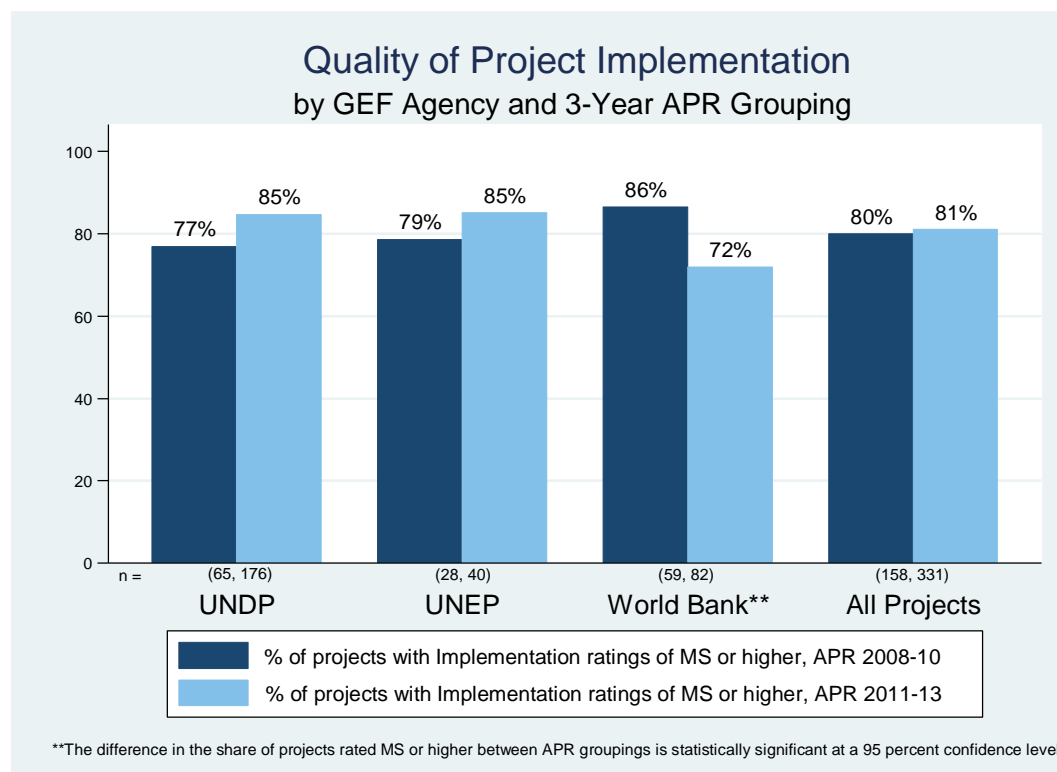 Quality of Project Implementation
by GEF Agency and 3-Year APR Grouping
100
80
60
40
20
0
77%
85%
79%
85%
86%
72%
80%
81%
n =
(65, 176)
(28, 40)
(59, 82)
(158, 331)
UNDP
UNEP
World Bank**
All Projects
% of projects with Implementation ratings of MS or higher, APR 2008-10
% of projects with Implementation ratings of MS or higher, APR 2011-13
**The difference in the share of projects rated MS or higher between APR groupings is statistically significant at a 95 percent confidence leve